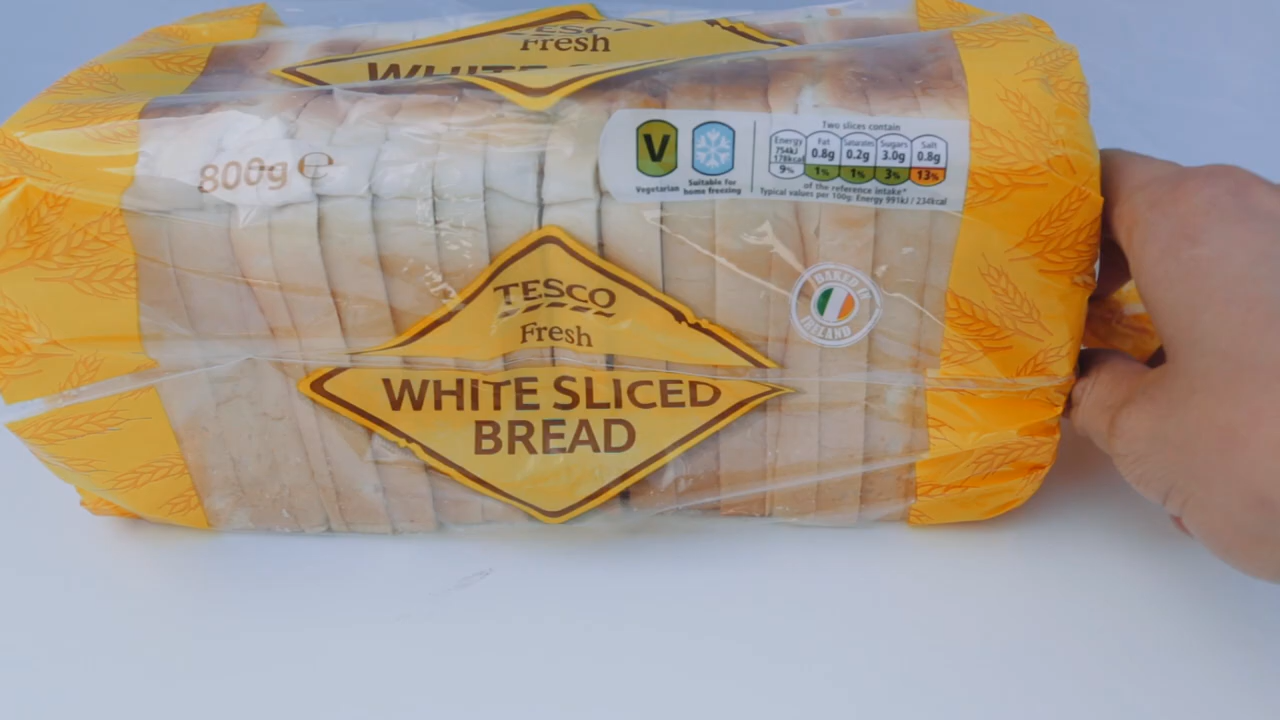 TESCO
Fresh
WHITE S
800g e
V
Vegetarian
Suitable for
home freezing
Two slices contain
Energy
754kJ
178kcal
9%
Fat
0.8g
1%
Saturates
0.2g
1%
Sugars
3.0g
3%
Salt
0.8g
13%
of the reference intake*
Typical values per 100g: Energy 991kJ / 234kcal
BAKED IN
IRELAND
TESCO
Fresh
WHITE SLICED
BREAD